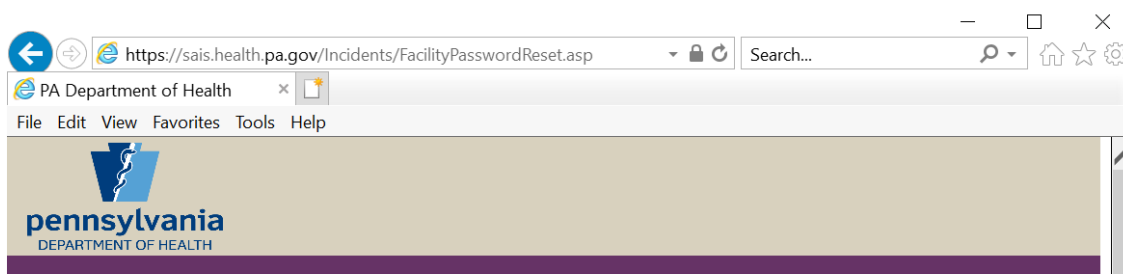 https://sais.health.pa.gov/Incidents/FacilityPasswordReset.asp Search...
PA Department of Health
File Edit View Favorites Tools Help
pennsylvania
DEPARTMENT OF HEALTH